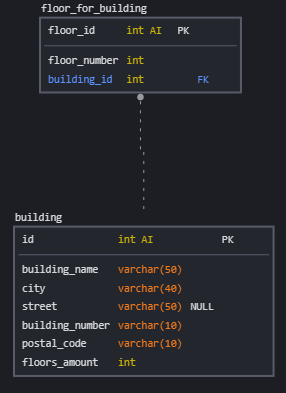 floor_for_building
floor_id int AI PK
floor_number int
building_id int FK
building
id int AI PK
building_name varchar(50)
city varchar(40)
street varchar(50) NULL
building_number varchar(10)
postal_code varchar(10)
floors_amount int